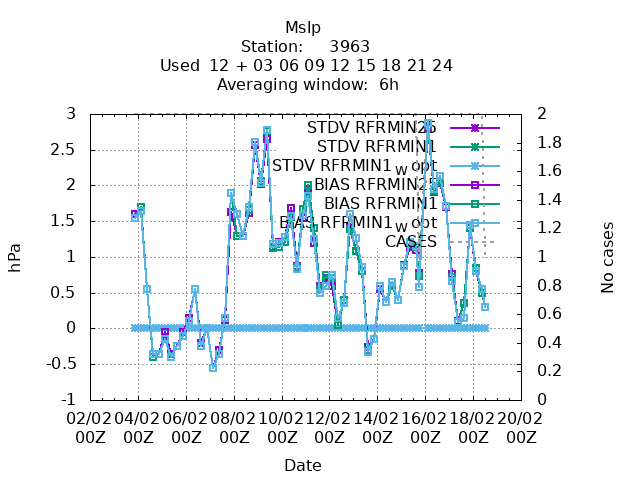 Mslp
Station: 3963
Used 12 + 03 06 09 12 15 18 21 24
Averaging window: 6h
3
2.5
2
1.5
1
0.5
0
-0.5
-1
hPa
2
1.8
1.6
1.4
1.2
1
0.8
0.6
0.4
0.2
0
No cases
STDV RFRMIN25
STDV RFRMIN1
STDV RFRMIN1_w opt
BIAS RFRMIN25
BIAS RFRMIN1
BIAS RFRMIN1_w opt
CASES
02/02 04/02 06/02 08/02 10/02 12/02 14/02 16/02 18/02 20/02
00Z 00Z 00Z 00Z 00Z 00Z 00Z 00Z 00Z 00Z
Date